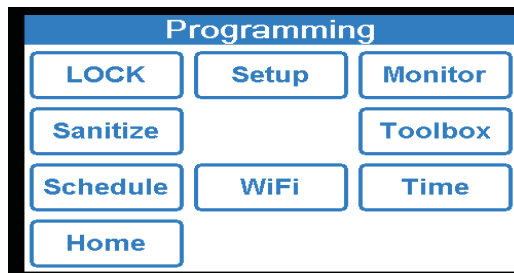 Programming
LOCK Setup Monitor
Sanitize Toolbox
Schedule WiFi Time
Home